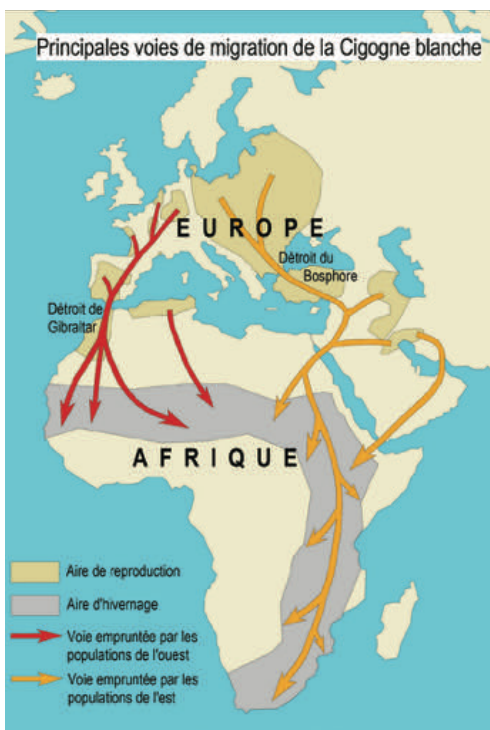 Principales voies de migration de la Cigogne blanche
EUROPE
Détroit du
Bosphore
Détroit de
Gibraltar
AFRIQUE
Aire de reproduction
Aire d'hivernage
Voie empruntée par les
populations de l'ouest
Voie empruntée par les
populations de l'est